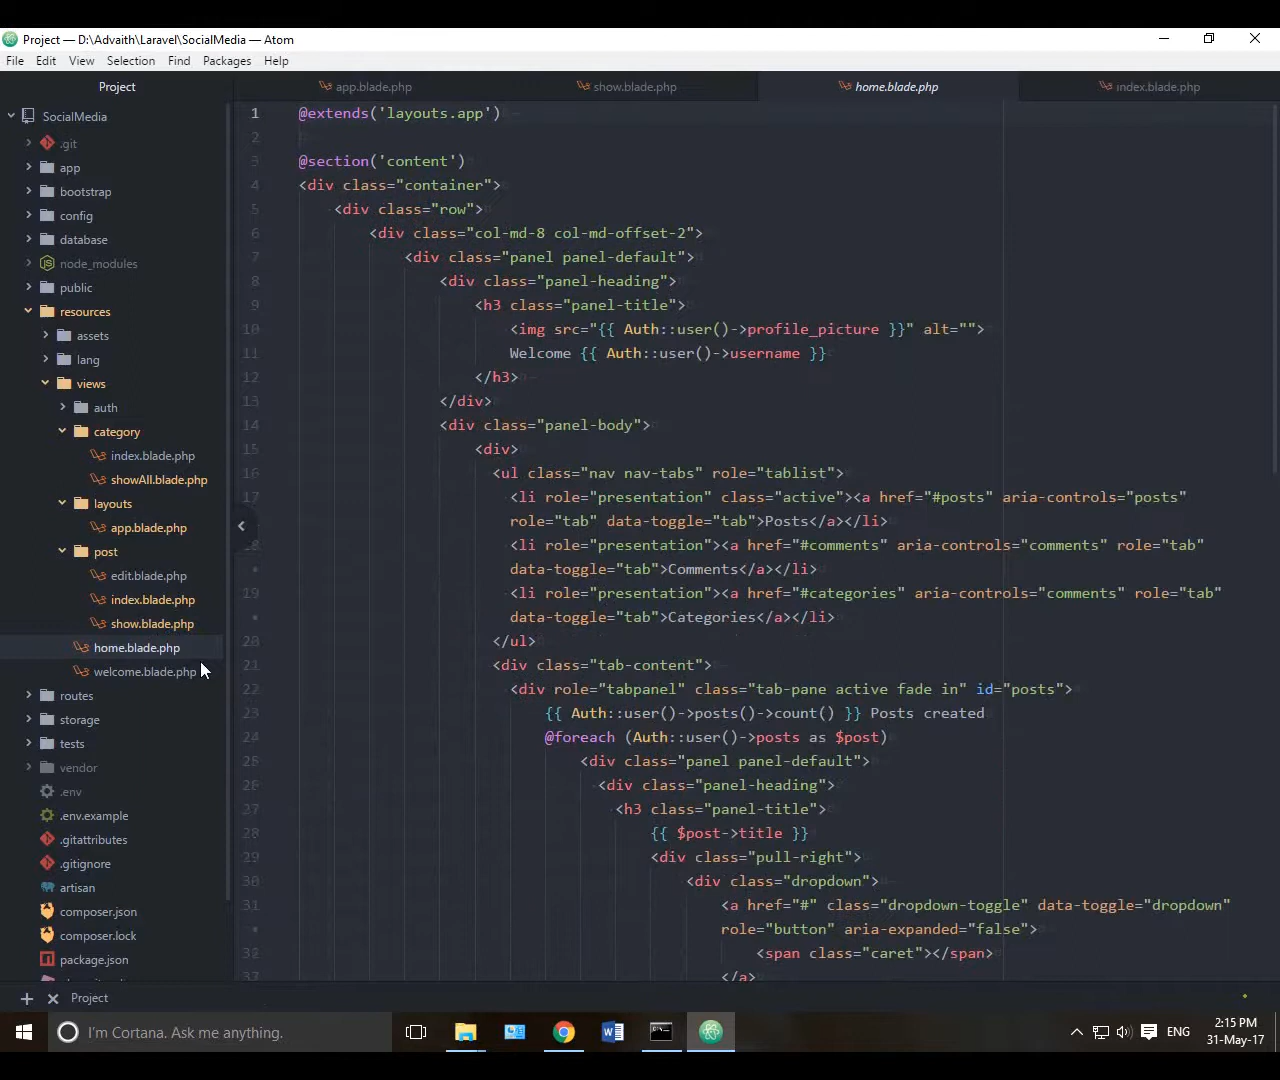 Project — D:\Advaith\Laravel\SocialMedia — Atom
File Edit View Selection Find Packages Help
Project
app.blade.php
show.blade.php
home.blade.php
index.blade.php
SocialMedia
.git
app
bootstrap
config
database
node_modules
public
resources
assets
lang
views
auth
category
index.blade.php
showAll.blade.php
layouts
app.blade.php
post
edit.blade.php
index.blade.php
show.blade.php
home.blade.php
welcome.blade.php
routes
storage
tests
vendor
.env
.env.example
.gitattributes
.gitignore
artisan
composer.json
composer.lock
package.json
1 @extends('layouts.app')
2
3 @section('content')
4 <div class="container">
5 <div class="row">
6 <div class="col-md-8 col-md-offset-2">
7 <div class="panel panel-default">
8 <div class="panel-heading">
9 <h3 class="panel-title">
10 <img src="{{ Auth::user()->profile_picture }}" alt="">
11 Welcome {{ Auth::user()->username }}
12 </h3>
13 </div>
14 <div class="panel-body">
15 <div>
16 <ul class="nav nav-tabs" role="tablist">
17 <li role="presentation" class="active"><a href="#posts" aria-controls="posts"
role="tab" data-toggle="tab">Posts</a></li>
18 <li role="presentation"><a href="#comments" aria-controls="comments" role="tab"
• data-toggle="tab">Comments</a></li>
19 <li role="presentation"><a href="#categories" aria-controls="comments" role="tab"
• data-toggle="tab">Categories</a></li>
20 </ul>
21 <div class="tab-content">
22 <div role="tabpanel" class="tab-pane active fade in" id="posts">
23 {{ Auth::user()->posts()->count() }} Posts created
24 @foreach (Auth::user()->posts as $post)
25 <div class="panel panel-default">
26 <div class="panel-heading">
27 <h3 class="panel-title">
28 {{ $post->title }}
29 <div class="pull-right">
30 <div class="dropdown">
31 <a href="#" class="dropdown-toggle" data-toggle="dropdown"
• role="button" aria-expanded="false">
32 <span class="caret"></span>
33 </a>
Project
I'm Cortana. Ask me anything.
ENG
2:15 PM
31-May-17